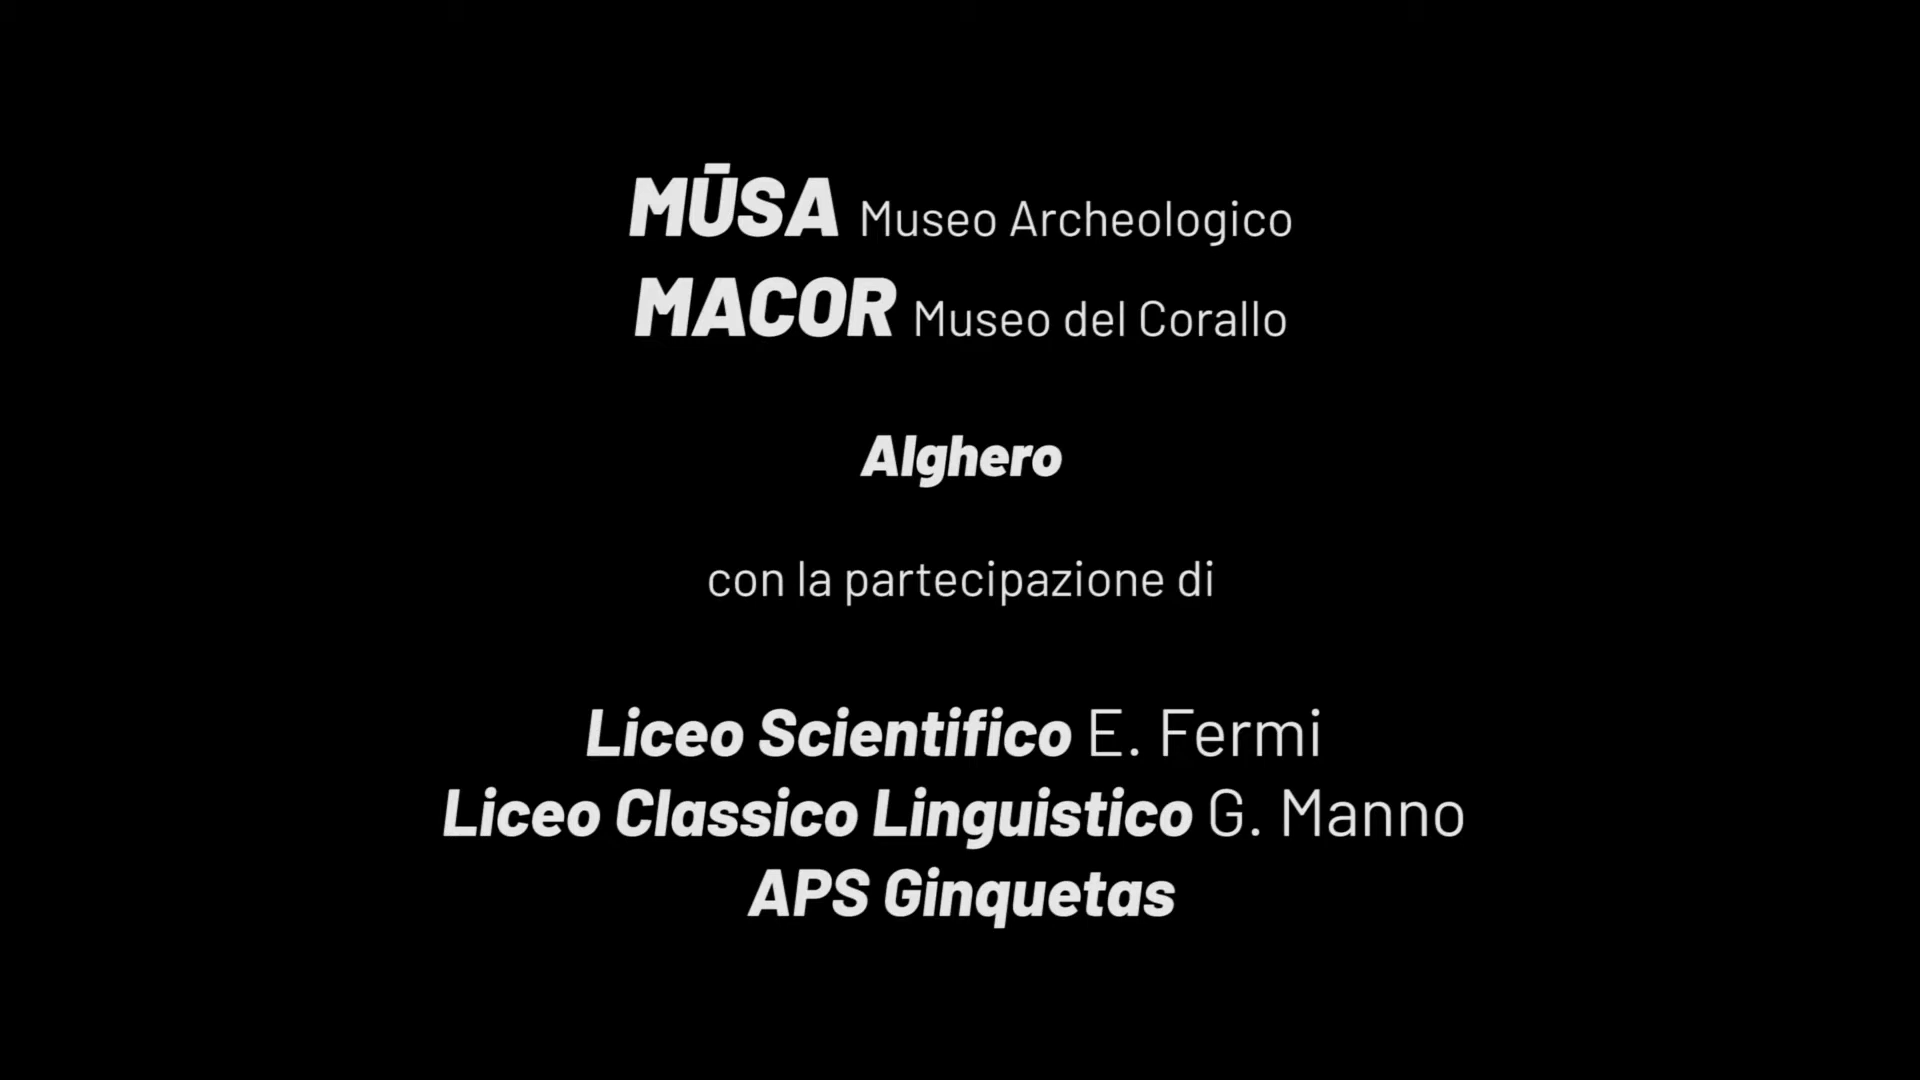 MŪSA Museo Archeologico
MACOR Museo del Corallo
Alghero
con la partecipazione di
Liceo Scientifico E. Fermi
Liceo Classico Linguistico G. Manno
APS Ginquetas